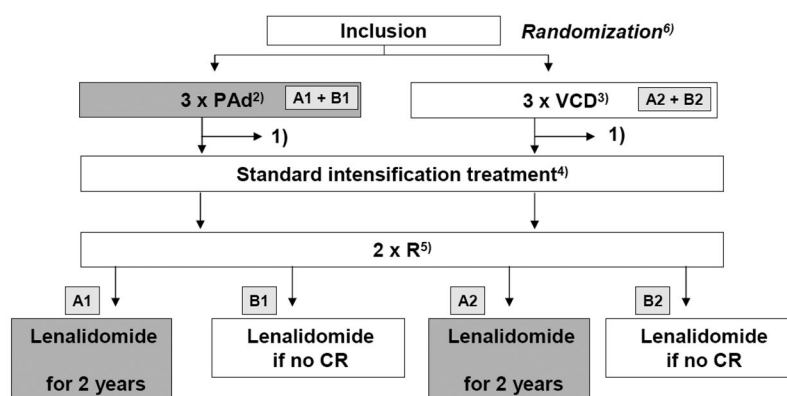 Inclusion
Randomization6)
3 x PAd2)
A1 + B1
3 x VCD3)
A2 + B2
1)
1)
Standard intensification treatment4)
2 x R5)
A1
B1
A2
B2
Lenalidomide
for 2 years
Lenalidomide
if no CR
Lenalidomide
for 2 years
Lenalidomide
if no CR